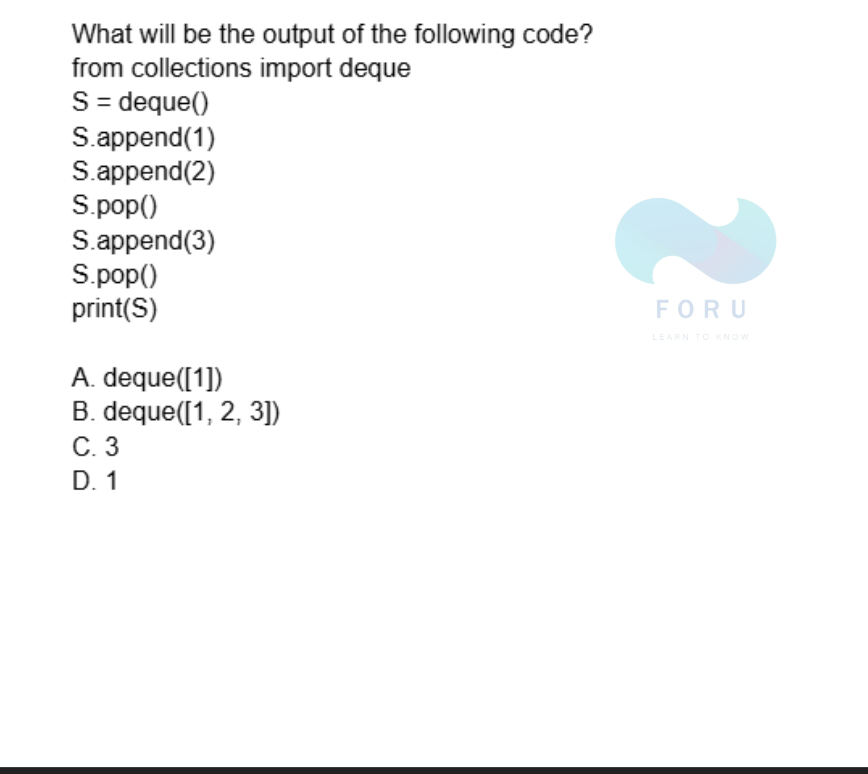 What will be the output of the following code?
from collections import deque
S = deque()
S.append(1)
S.append(2)
S.pop()
S.append(3)
S.pop()
print(S)
A. deque([1])
B. deque([1, 2, 3])
C. 3
D. 1
FORU
LEARN TO KNOW